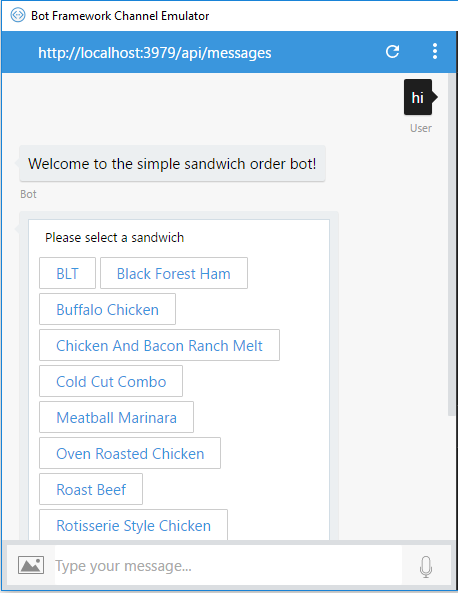 Bot Framework Channel Emulator
http://localhost:3979/api/messages
hi
User
Welcome to the simple sandwich order bot!
Bot
Please select a sandwich
BLT Black Forest Ham
Buffalo Chicken
Chicken And Bacon Ranch Melt
Cold Cut Combo
Meatball Marinara
Oven Roasted Chicken
Roast Beef
Rotisserie Style Chicken
Type your message...